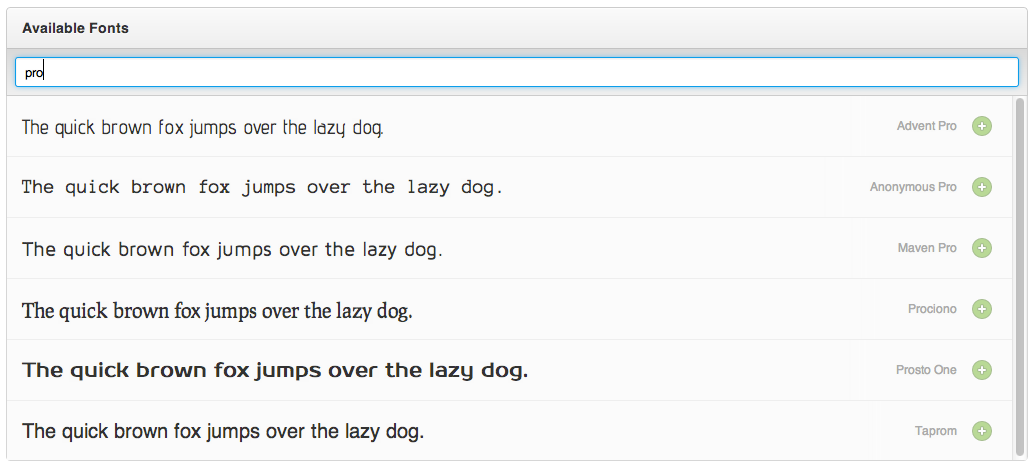 Available Fonts
pro
The quick brown fox jumps over the lazy dog. Advent Pro
The quick brown fox jumps over the lazy dog. Anonymous Pro
The quick brown fox jumps over the lazy dog. Maven Pro
The quick brown fox jumps over the lazy dog. Prociono
The quick brown fox jumps over the lazy dog. Prosto One
The quick brown fox jumps over the lazy dog. Taprom